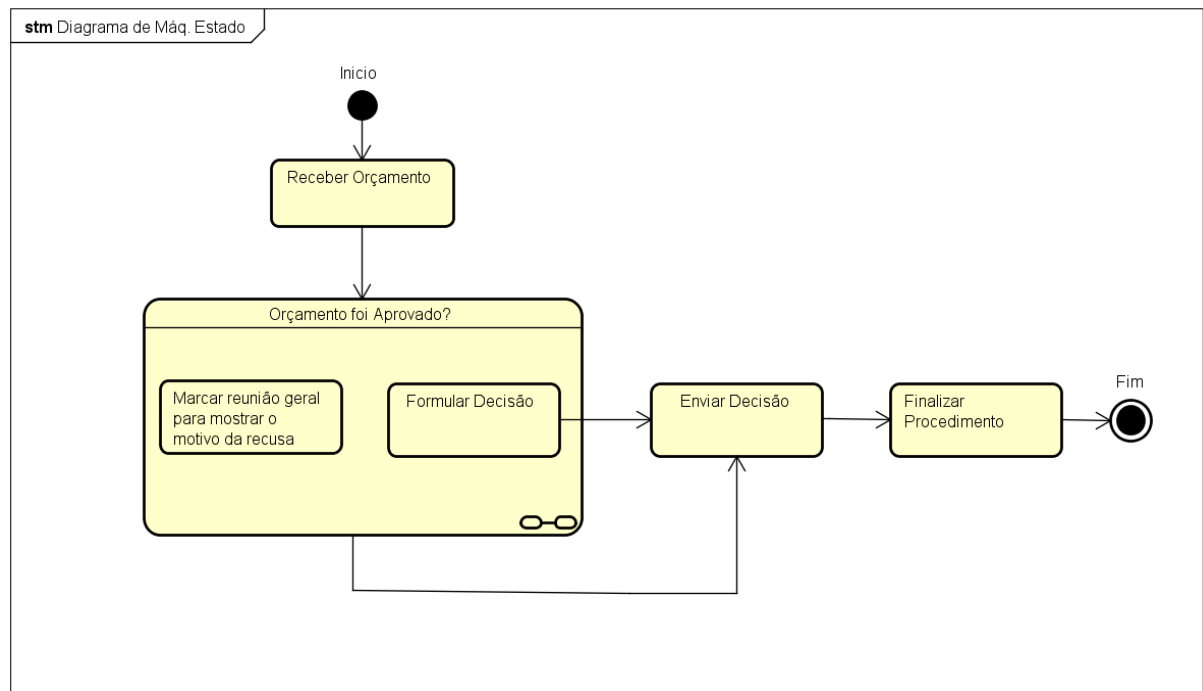 stm Diagrama de Máq. Estado
Inicio
Receber Orçamento
Orçamento foi Aprovado?
Marcar reunião geral
para mostrar o
motivo da recusa
Formular Decisão
Enviar Decisão
Finalizar
Procedimento
Fim